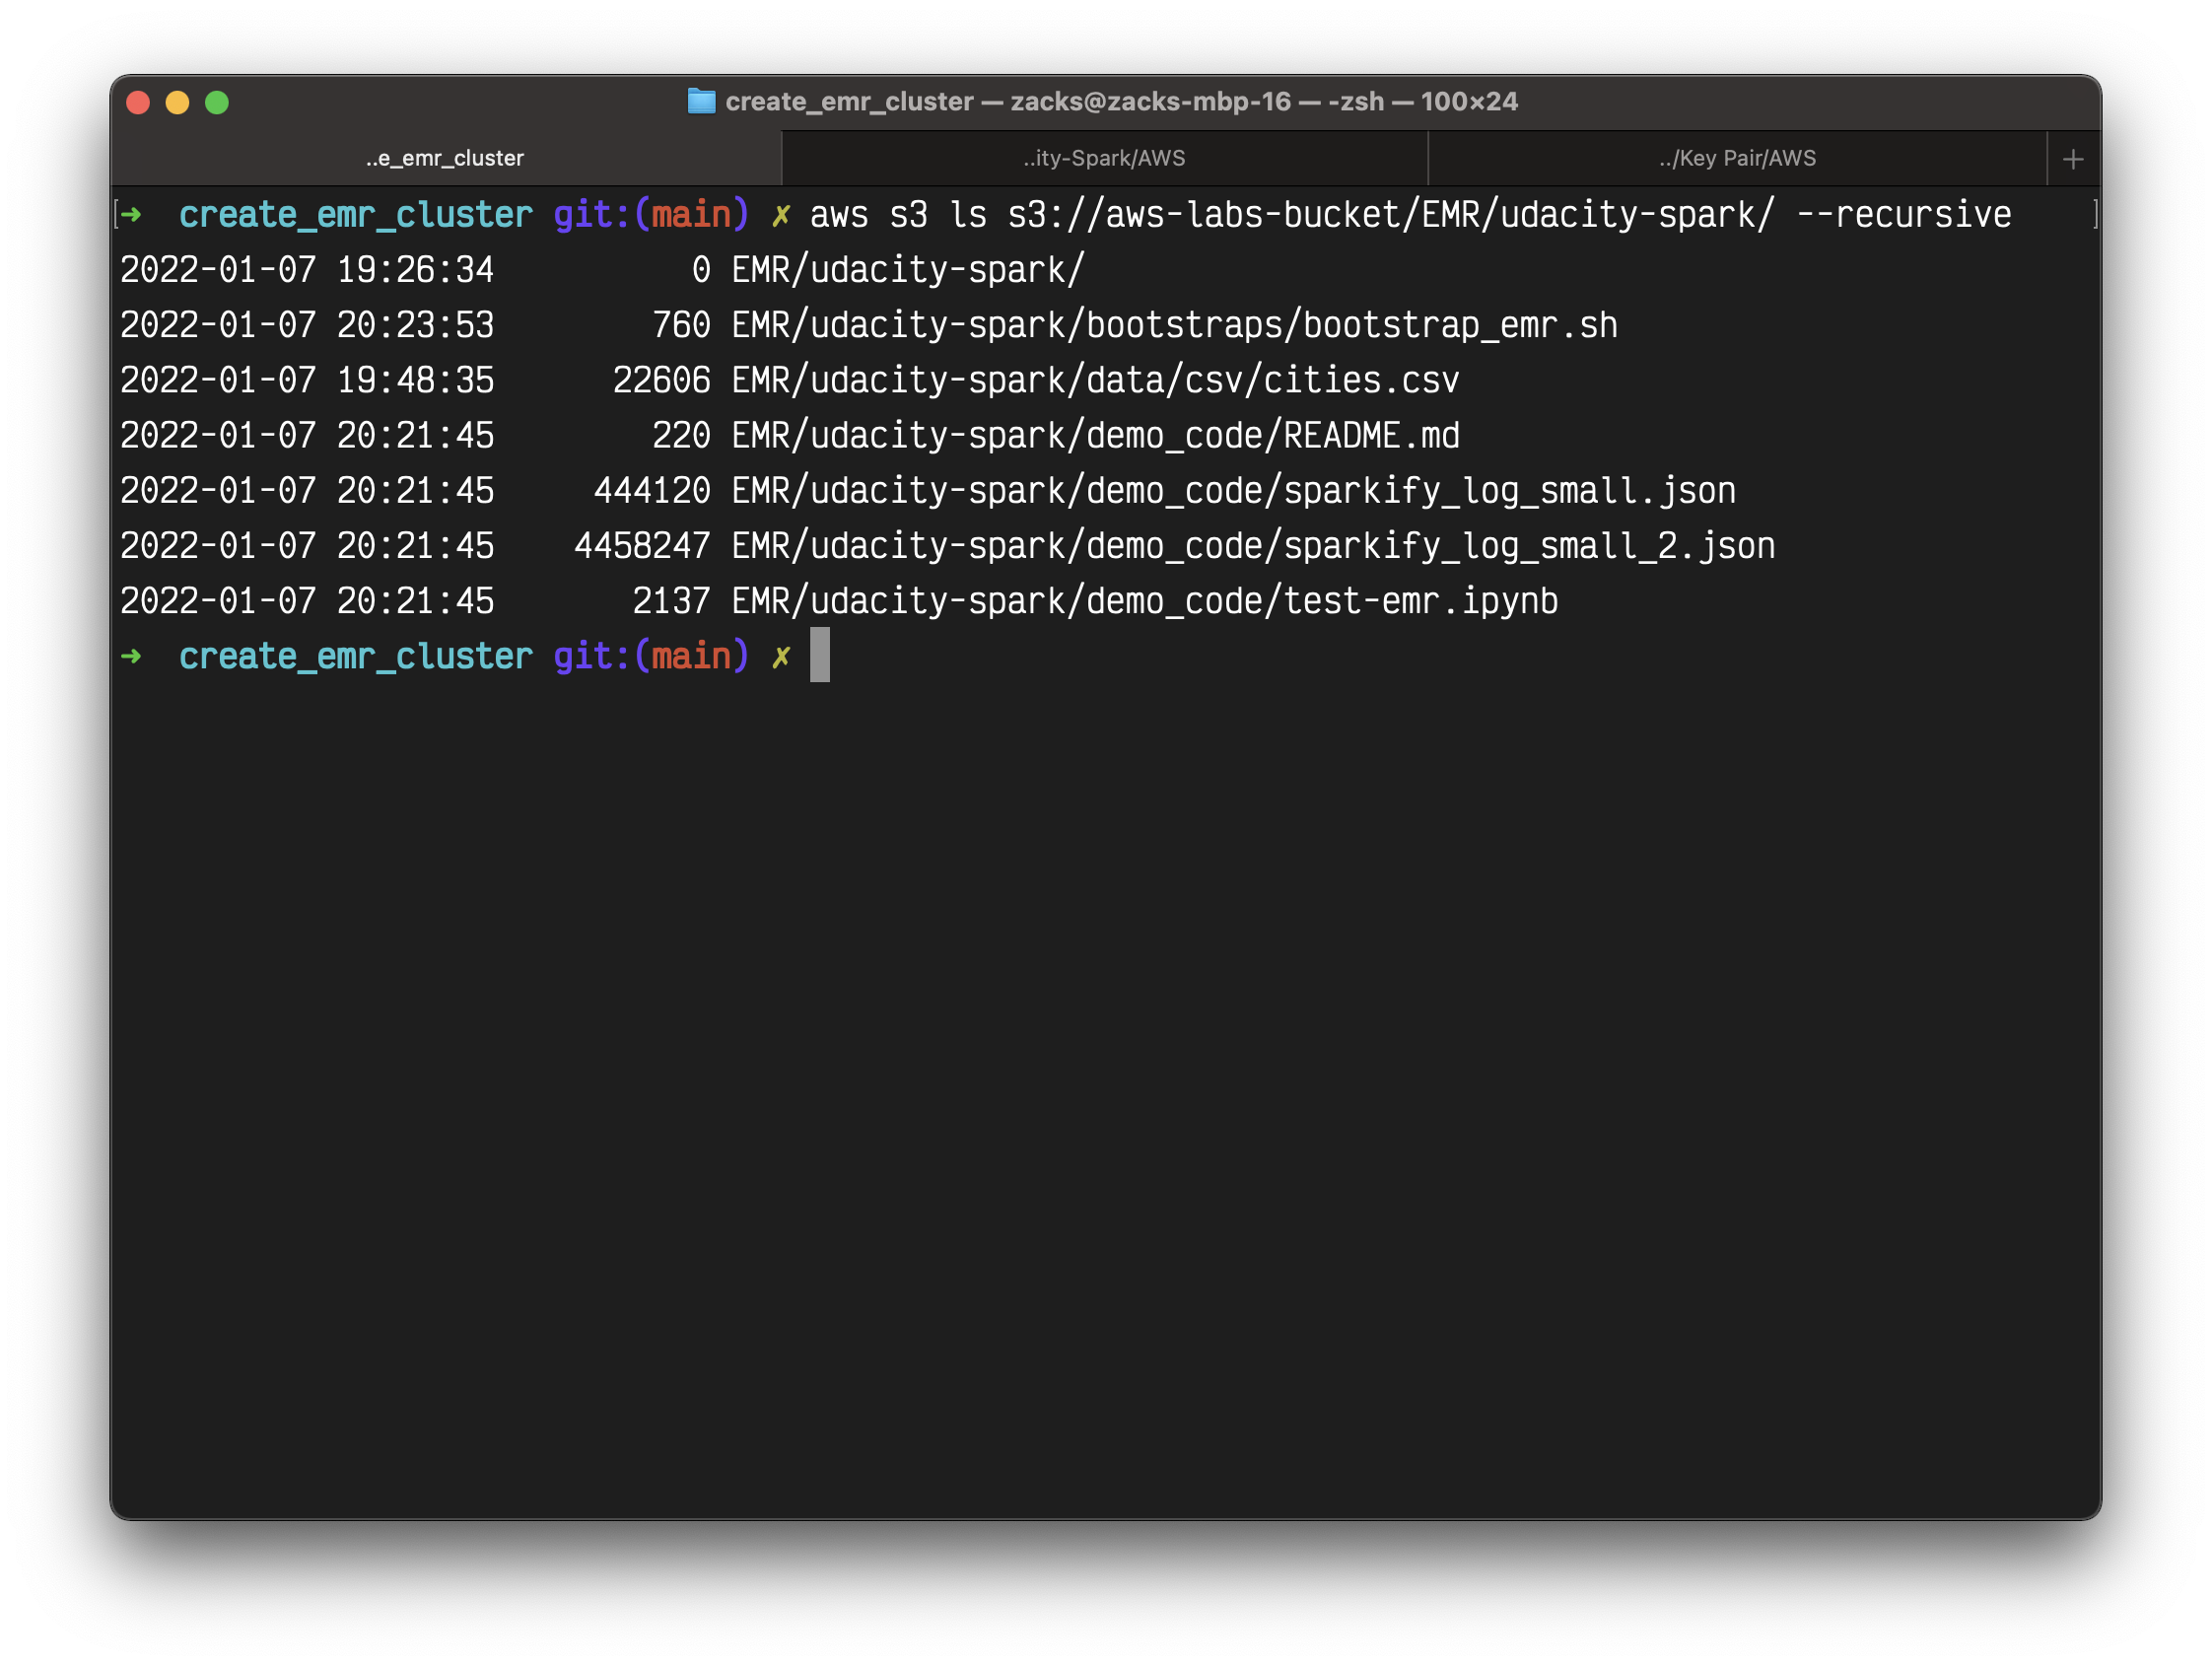 create_emr_cluster — zacks@zacks-mbp-16 — -zsh — 100×24
..e_emr_cluster ..ity-Spark/AWS ../Key Pair/AWS +
[➜  create_emr_cluster git:(main) ✗ aws s3 ls s3://aws-labs-bucket/EMR/udacity-spark/ --recursive ]
2022-01-07 19:26:34          0 EMR/udacity-spark/
2022-01-07 20:23:53        760 EMR/udacity-spark/bootstraps/bootstrap_emr.sh
2022-01-07 19:48:35      22606 EMR/udacity-spark/data/csv/cities.csv
2022-01-07 20:21:45        220 EMR/udacity-spark/demo_code/README.md
2022-01-07 20:21:45     444120 EMR/udacity-spark/demo_code/sparkify_log_small.json
2022-01-07 20:21:45    4458247 EMR/udacity-spark/demo_code/sparkify_log_small_2.json
2022-01-07 20:21:45       2137 EMR/udacity-spark/demo_code/test-emr.ipynb
➜  create_emr_cluster git:(main) ✗